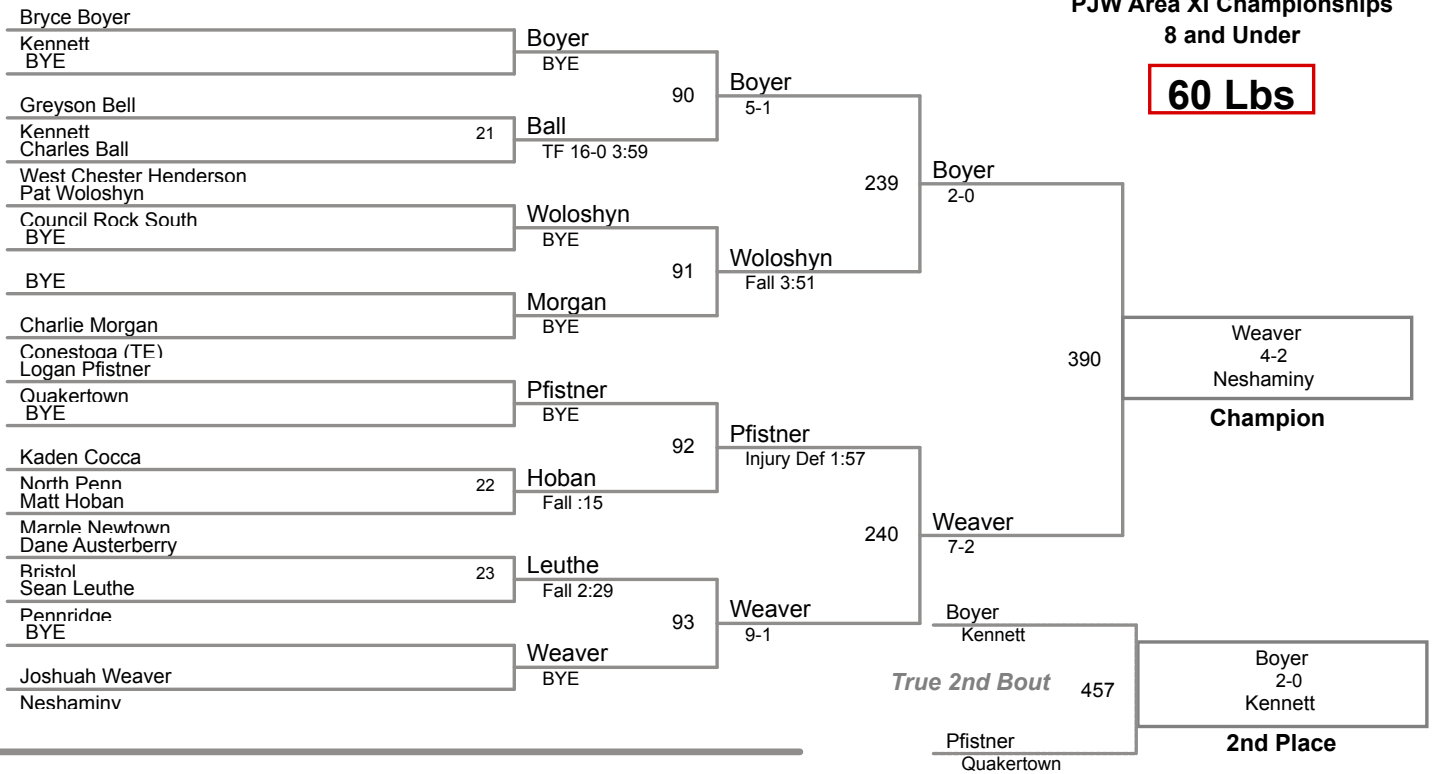 PJW Area XI Championships
8 and Under
60 Lbs
Bryce Boyer
Kennett
BYE
Greyson Bell
Kennett
Charles Ball
West Chester Henderson
Pat Woloshyn
Council Rock South
BYE
BYE
Charlie Morgan
Conestoga (TE)
Logan Pfistner
Quakertown
BYE
Kaden Cocca
North Penn
Matt Hoban
Marple Newtown
Dane Austerberry
Bristol
Sean Leuthe
Pennridge
BYE
Joshuah Weaver
Neshaminy
21
22
23
Boyer
BYE
Ball
TF 16-0 3:59
Woloshyn
BYE
Morgan
BYE
Pfistner
BYE
Hoban
Fall :15
Leuthe
Fall 2:29
Weaver
BYE
90
91
92
93
Boyer
5-1
Woloshyn
Fall 3:51
Pfistner
Injury Def 1:57
Weaver
9-1
239
240
Boyer
2-0
Weaver
7-2
390
Weaver
4-2
Neshaminy
Champion
Boyer
Kennett
True 2nd Bout
457
Pfistner
Quakertown
Boyer
2-0
Kennett
2nd Place